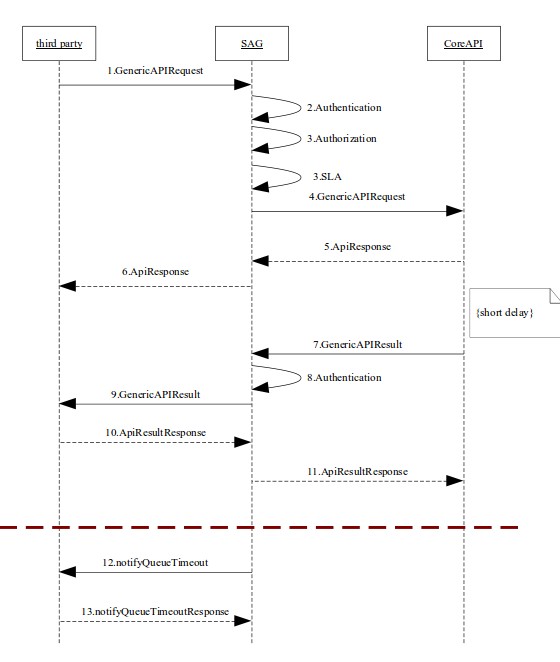 third party
SAG
CoreAPI
1.GenericAPIRequest
2.Authentication
3.Authorization
3.SLA
4.GenericAPIRequest
5.ApiResponse
6.ApiResponse
{short delay}
7.GenericAPIResult
8.Authentication
9.GenericAPIResult
10.ApiResultResponse
11.ApiResultResponse
12.notifyQueueTimeout
13.notifyQueueTimeoutResponse